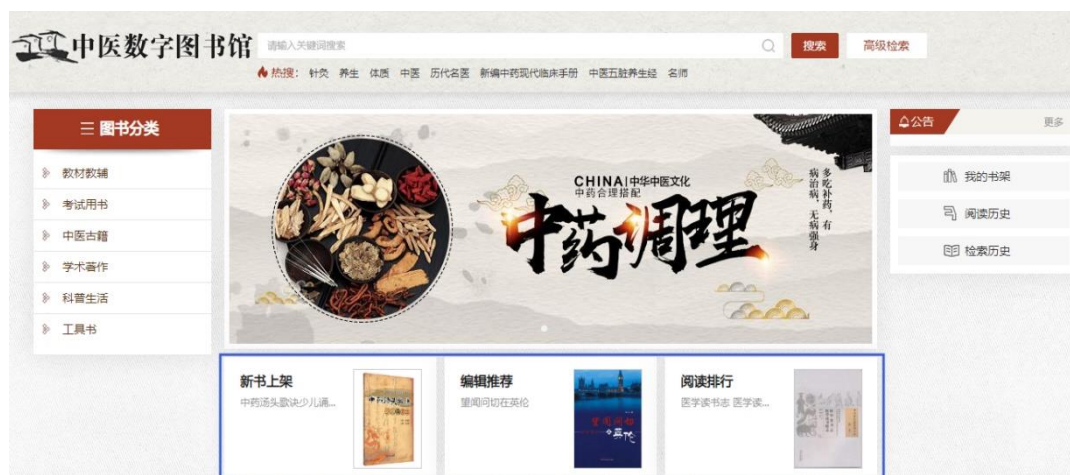 中医数字图书馆
请输入关键词搜索
搜索
高级检索
热搜： 针灸 养生 体质 中医 历代名医 新编中药现代临床手册 中医五脏养生经 名师
图书分类
教材教辅
考试用书
中医古籍
学术著作
科普生活
工具书
CHINA|中华中医文化
中药合理搭配
中药调理
多吃补药，有
病治病，无病强身
公告
更多
我的书架
阅读历史
检索历史
新书上架
中药汤头歌诀少儿诵...
编辑推荐
望闻问切在英伦
望闻问切
在英伦
阅读排行
医学读书志 医学读...